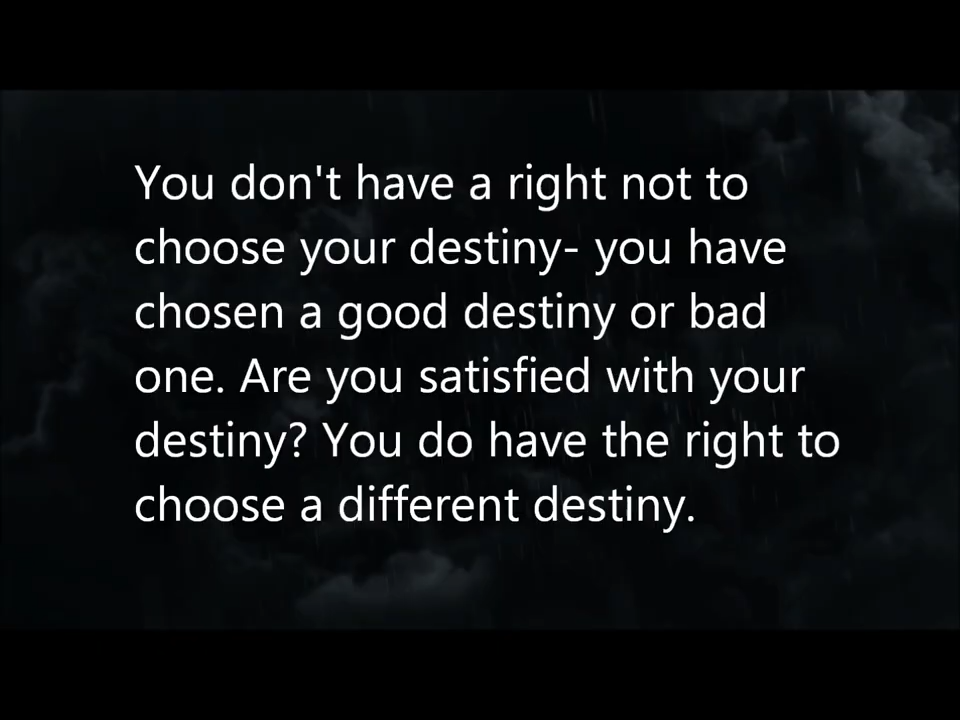 You don't have a right not to
choose your destiny- you have
chosen a good destiny or bad
one. Are you satisfied with your
destiny? You do have the right to
choose a different destiny.